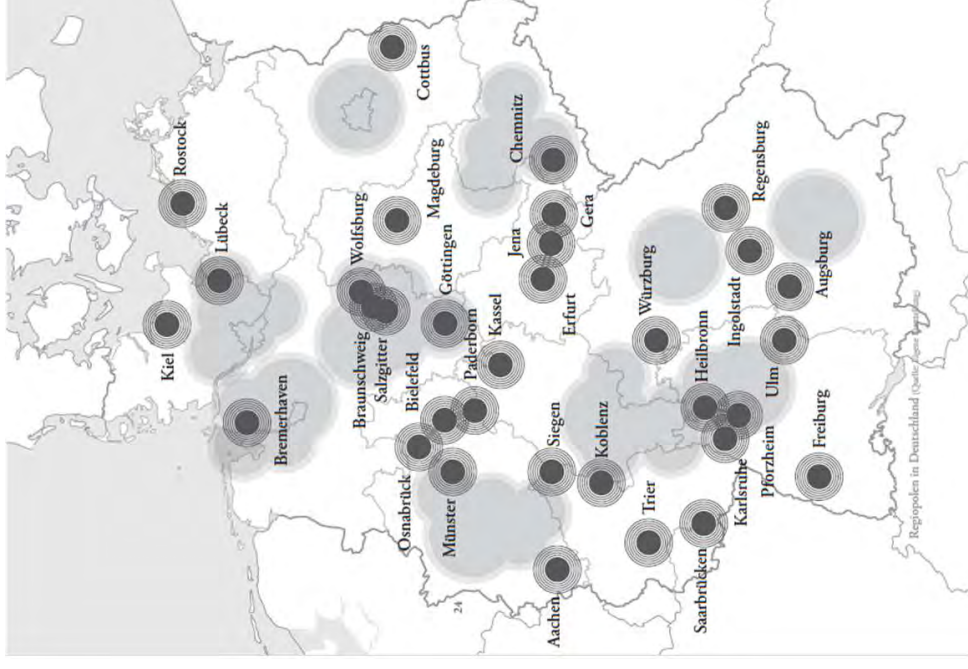 Kiel
Rostock
Lübeck
Bremerhaven
Cottbus
Wolfsburg
Magdeburg
Braunschweig
Salzgitter
Göttingen
Bielefeld
Paderborn
Osnabrück
Münster
Kassel
Chemnitz
Jena
Gera
Erfurt
Siegen
Aachen
Koblenz
Trier
Saarbrücken
Würzburg
Heilbronn
Karlsruhe
Pforzheim
Regensburg
Ingolstadt
Augsburg
Ulm
Freiburg
24
Regiopolen in Deutschland (Quelle: